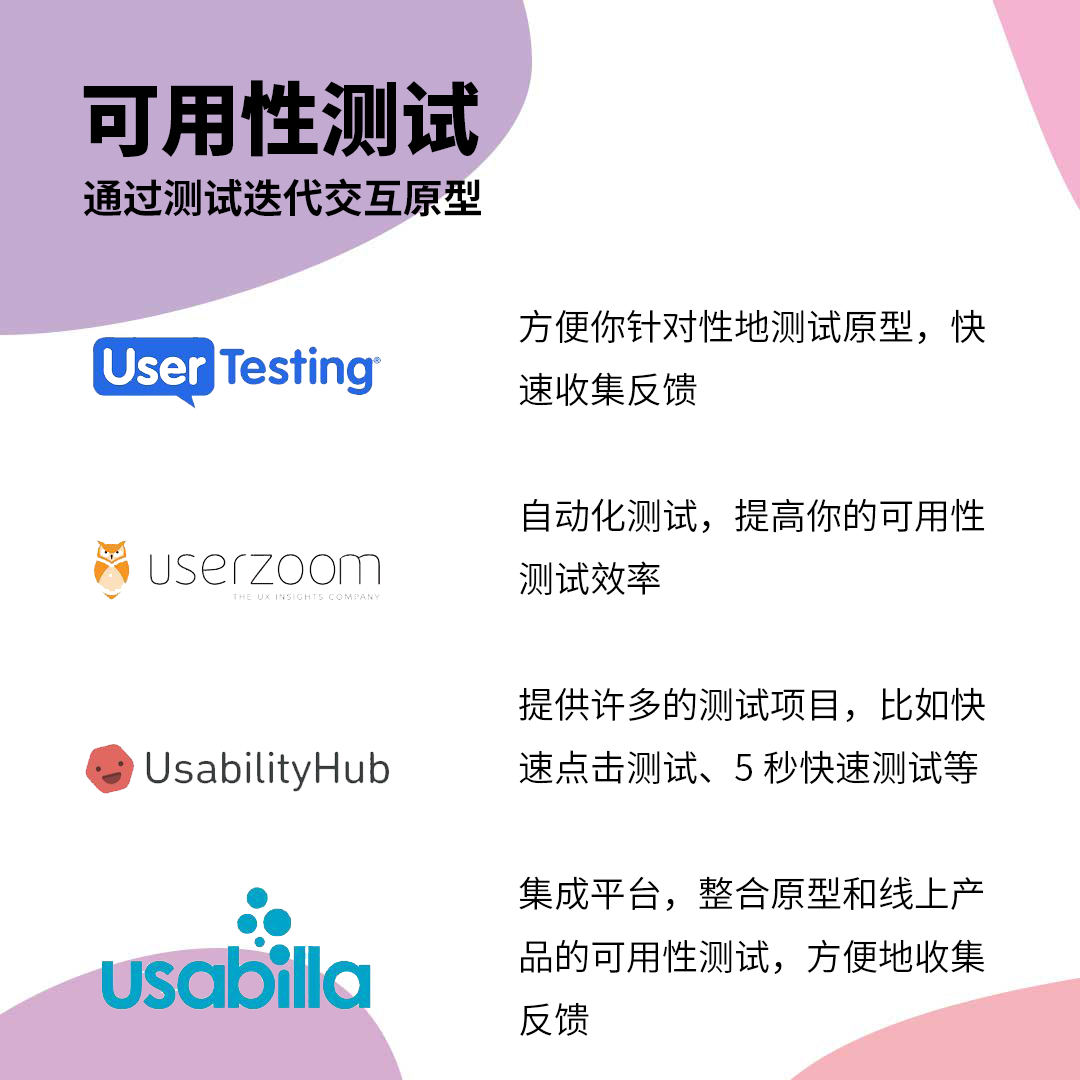 可用性测试
通过测试迭代交互原型
UserTesting®
方便你针对性地测试原型，快
速收集反馈
userzoom
THE UX INSIGHTS COMPANY
自动化测试，提高你的可用性
测试效率
UsabilityHub
提供许多的测试项目，比如快
速点击测试、5 秒快速测试等
usabilla
集成平台，整合原型和线上产
品的可用性测试，方便地收集
反馈